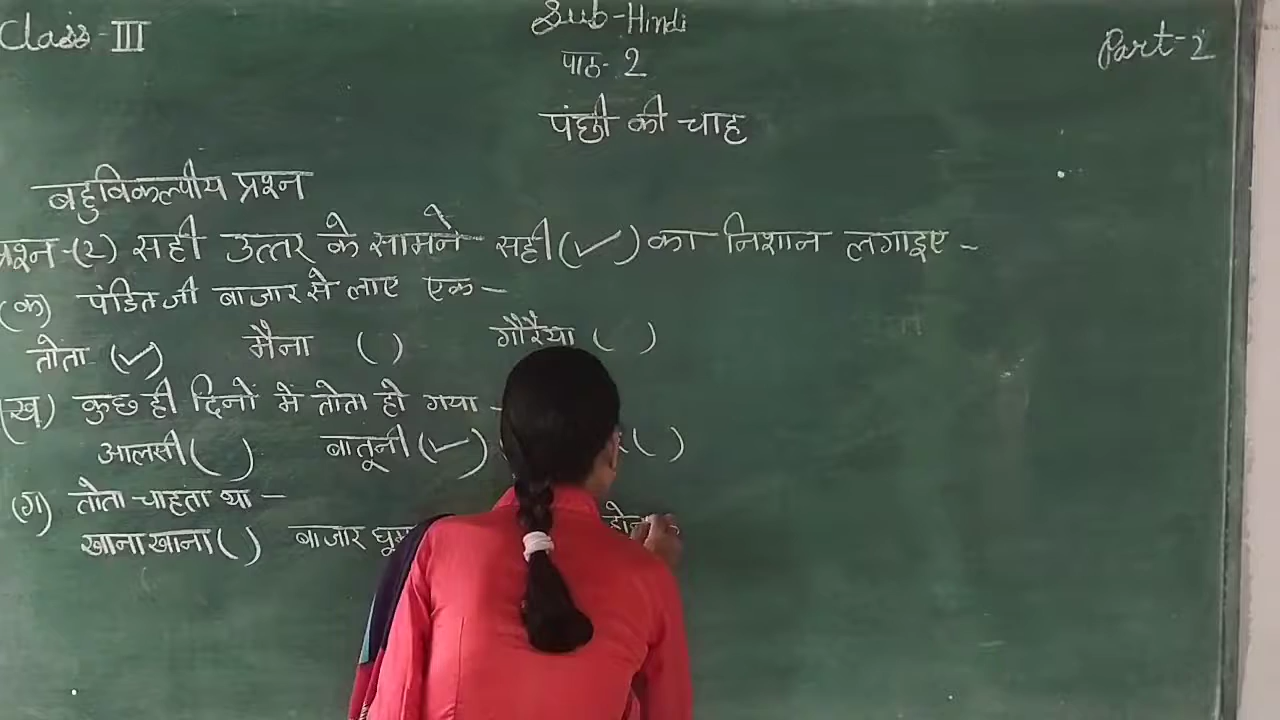 Sub-Hindi
Class-III
Part-2
पाठ-2
पंछी की चाह
बहुविकल्पीय प्रश्न
प्रश्न-(2) सही उत्तर के सामने सही (✓) का निशान लगाइए -
(क) पंडित जी बाजार से लाए एक -
तोता (✓) मैना ( ) गौरैया ( )
(ख) कुछ ही दिनों में तोता हो गया -
आलसी ( ) बातूनी (✓) ( )
(ग) तोता चाहता था -
खाना खाना ( ) बाजार